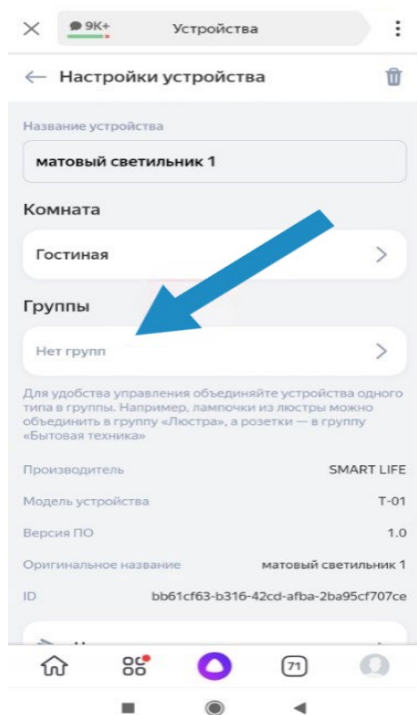 9K+ Устройства
Настройки устройства
Название устройства
матовый светильник 1
Комната
Гостиная
Группы
Нет групп
Для удобства управления объединяйте устройства одного
типа в группы. Например, лампочки из люстры можно
объединить в группу «Люстра», а розетки — в группу
«Бытовая техника»
Производитель SMART LIFE
Модель устройства T-01
Версия ПО 1.0
Оригинальное название матовый светильник 1
ID bb61cf63-b316-42cd-afba-2ba95cf707ce
71